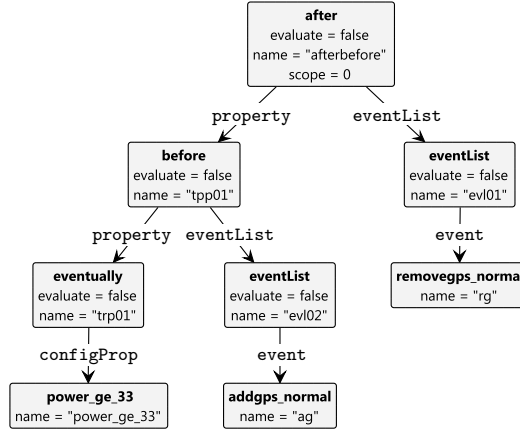 after
evaluate = false
name = "afterbefore"
scope = 0
property
eventList
before
evaluate = false
name = "tpp01"
eventList
evaluate = false
name = "evl01"
property
eventList
event
eventually
evaluate = false
name = "trp01"
eventList
evaluate = false
name = "evl02"
removegps_norma
name = "rg"
configProp
event
power_ge_33
name = "power_ge_33"
addgps_normal
name = "ag"